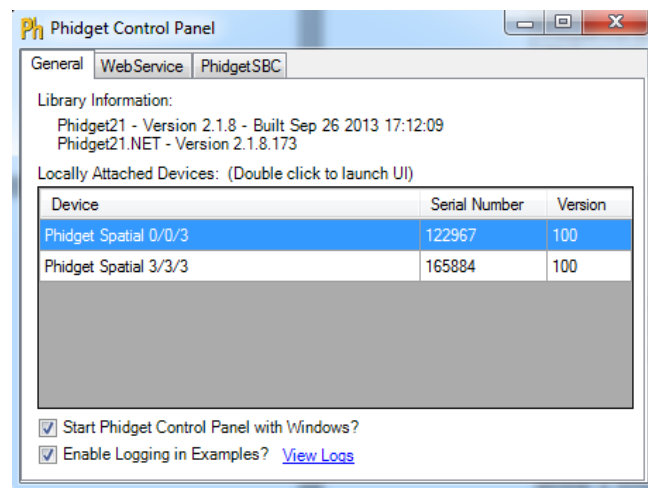 Ph Phidget Control Panel
General WebService PhidgetSBC
Library Information:
Phidget21 - Version 2.1.8 - Built Sep 26 2013 17:12:09
Phidget21.NET - Version 2.1.8.173
Locally Attached Devices: (Double click to launch UI)
Device Serial Number Version
Phidget Spatial 0/0/3 122967 100
Phidget Spatial 3/3/3 165884 100
Start Phidget Control Panel with Windows?
Enable Logging in Examples? View Logs